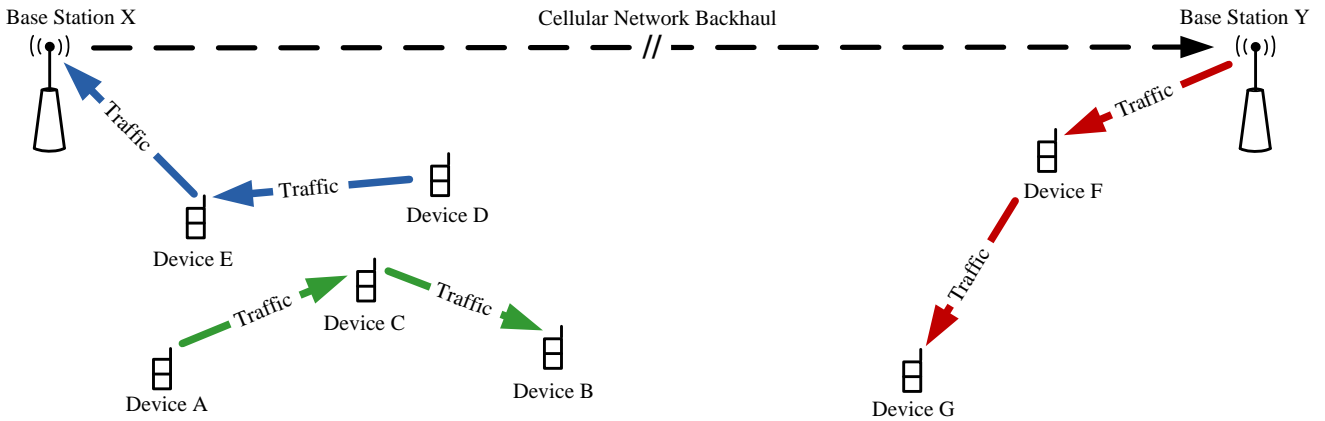 Base Station X
Cellular Network Backhaul
Base Station Y
//
Traffic
Traffic
Traffic
Device F
Device D
Device E
Traffic
Traffic
Traffic
Device C
Device A
Device B
Device G